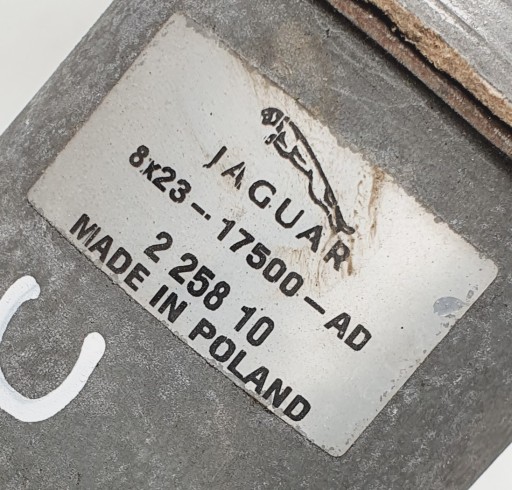 JAGUAR
8x23-17500-AD
2 258 10
MADE IN POLAND
C